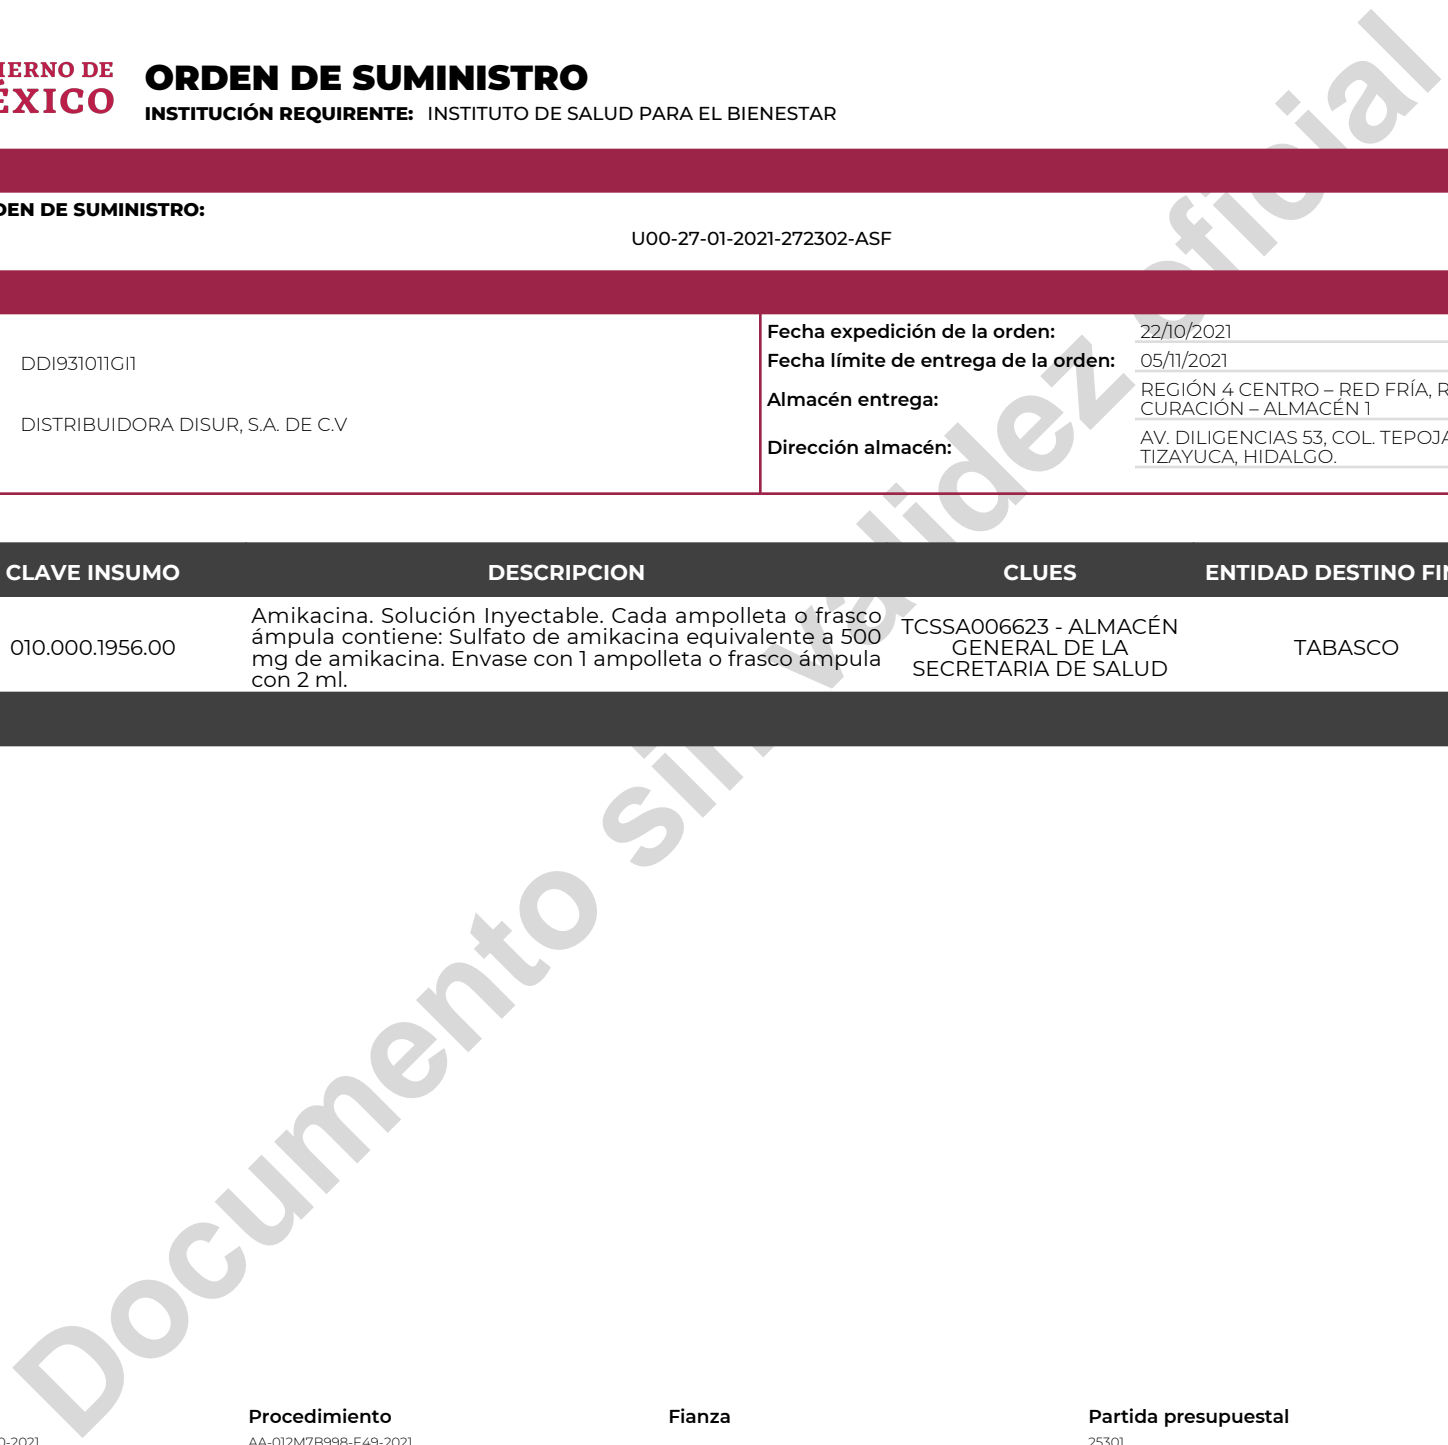 ORDEN DE SUMINISTRO
INSTITUCIÓN REQUIRENTE: INSTITUTO DE SALUD PARA EL BIENESTAR
DE SUMINISTRO:
U00-27-01-2021-272302-ASF
DDI931011GI1
DISTRIBUIDORA DISUR, S.A. DE C.V
Fecha expedición de la orden: 22/10/2021
Fecha límite de entrega de la orden: 05/11/2021
Almacén entrega:
REGIÓN 4 CENTRO – RED FRÍA, R
CURACIÓN – ALMACÉN 1
Dirección almacén:
AV. DILIGENCIAS 53, COL.
TIZAYUCA, HIDALGO.
CLAVE INSUMO DESCRIPCION CLUES ENTIDAD DESTINO
010.000.1956.00
Amikacina. Solución Inyectable. Cada ampolleta o frasco
ámpula contiene: Sulfato de amikacina equivalente a 500
mg de amikacina. Envase con 1 ampolleta o frasco ámpula
con 2 ml.
TCSSA006623 - ALMACÉN
GENERAL DE LA
SECRETARIA DE SALUD
TABASCO
Documento sin validez oficial
Procedimiento Fianza Partida presupuestal
AA-012M7B998-E49-2021
25301